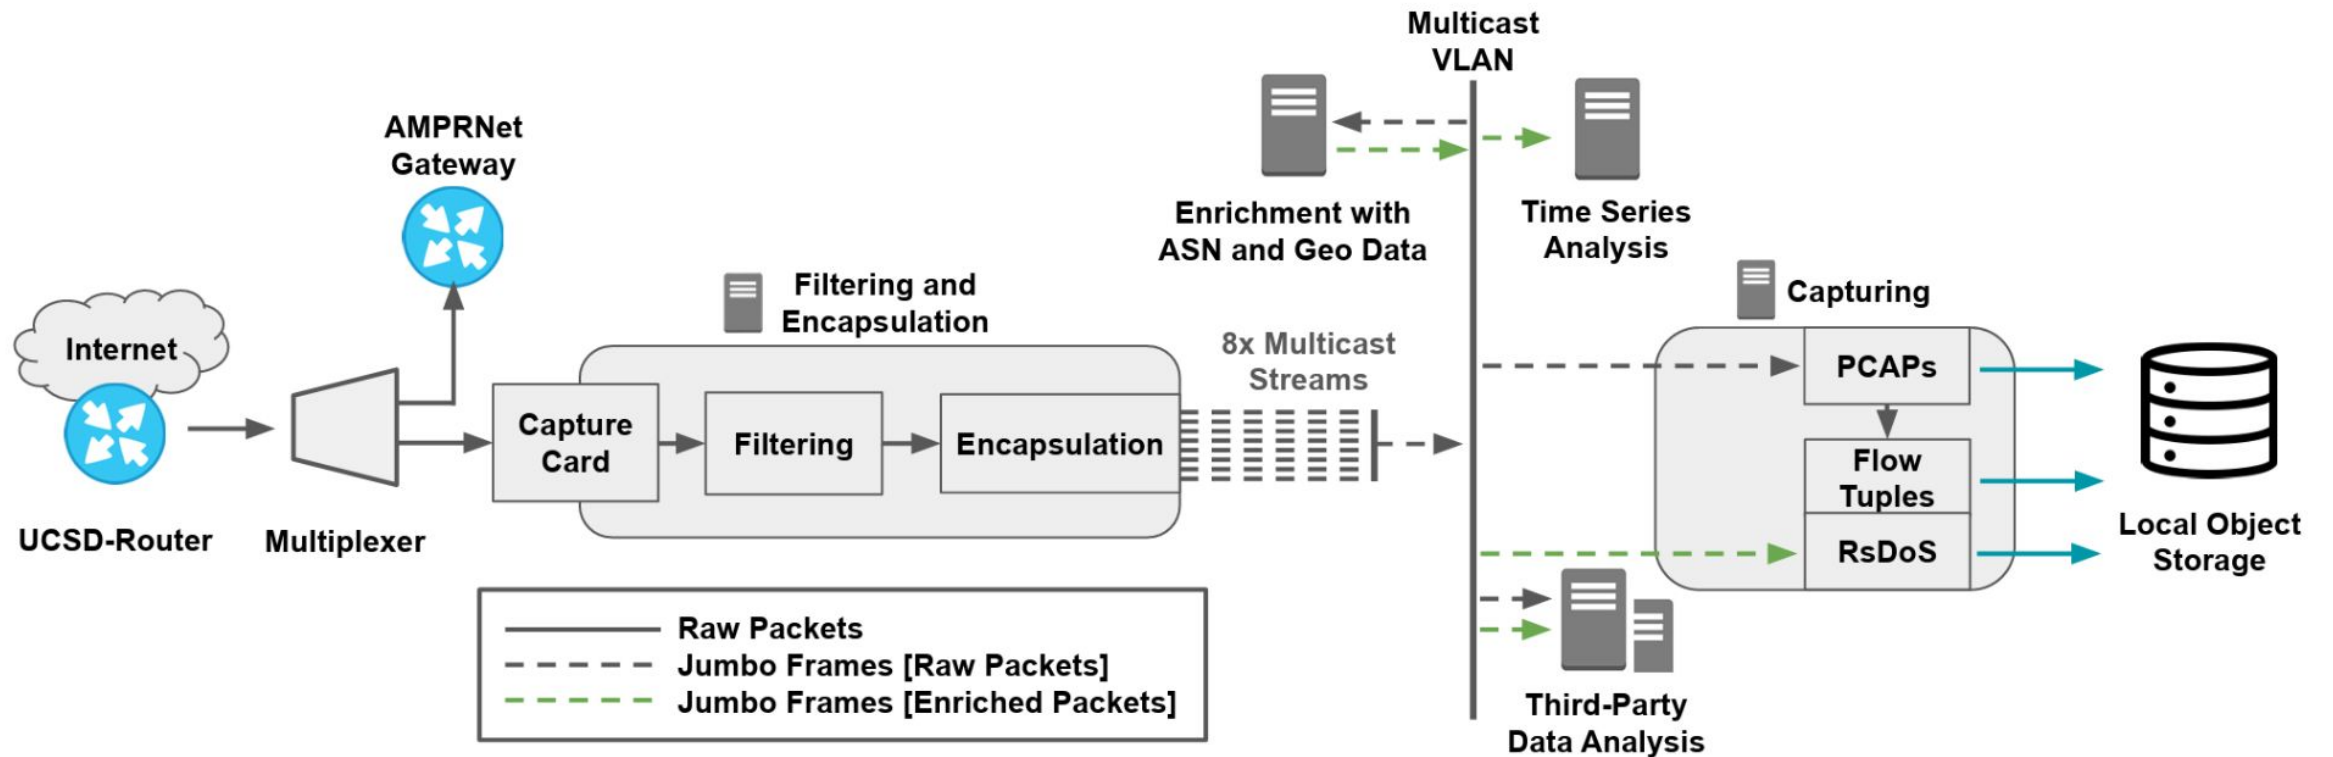 Multicast
VLAN
AMPRNet
Gateway
Enrichment with
ASN and Geo Data
Time Series
Analysis
Filtering and
Encapsulation
Capturing
Internet
8x Multicast
Streams
PCAPs
Capture
Card
Filtering
Encapsulation
Flow
Tuples
RsDoS
UCSD-Router
Multiplexer
Local Object
Storage
Raw Packets
Jumbo Frames [Raw Packets]
Jumbo Frames [Enriched Packets]
Third-Party
Data Analysis